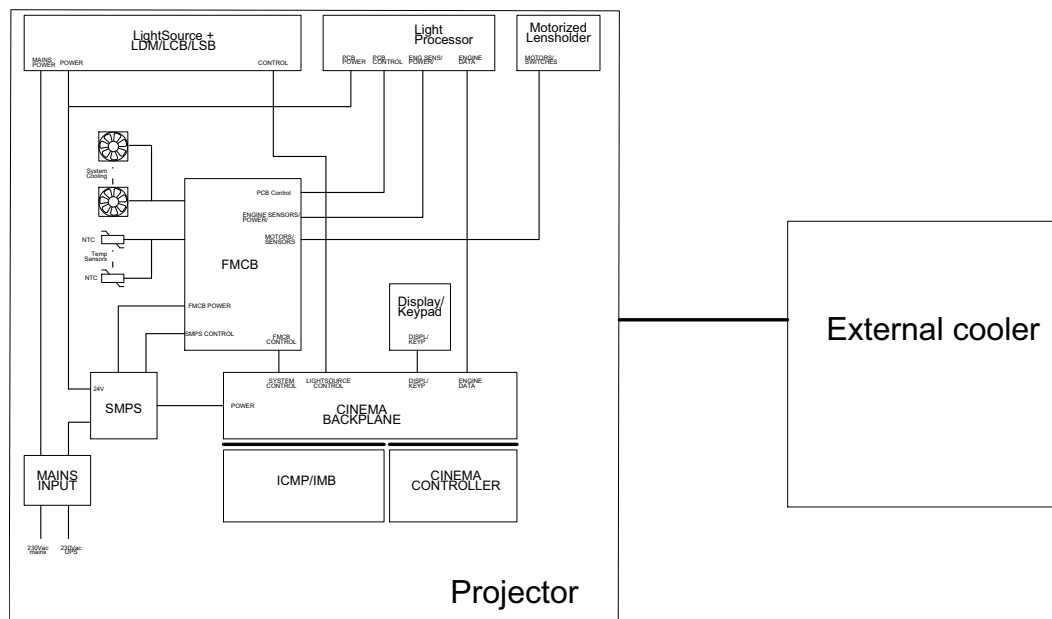 LightSource +
LDM/LCB/LSB
MAINS
POWER
POWER
CONTROL
Light
Processor
PCB
POWER
PCB
CONTROL
ENG SENS/
POWER/
ENGINE
DATA
Motorized
Lensholder
MOTORS/
SWITCHES
System
Cooling
NTC
Temp
Sensors
NTC
PCB Control
ENGINE SENSORS/
POWER/
MOTORS/
SENSORS
FMCB
FMCB POWER
SMPS CONTROL
FMCB
CONTROL
Display/
Keypad
DISPL/
KEYP
External cooler
24V
SMPS
SYSTEM
CONTROL
LIGHTSOURCE
CONTROL
DISPL/
KEYP
ENGINE
DATA
POWER
CINEMA
BACKPLANE
MAINS
INPUT
ICMP/IMB
CINEMA
CONTROLLER
230Vac
mains
230Vac
UPS
Projector